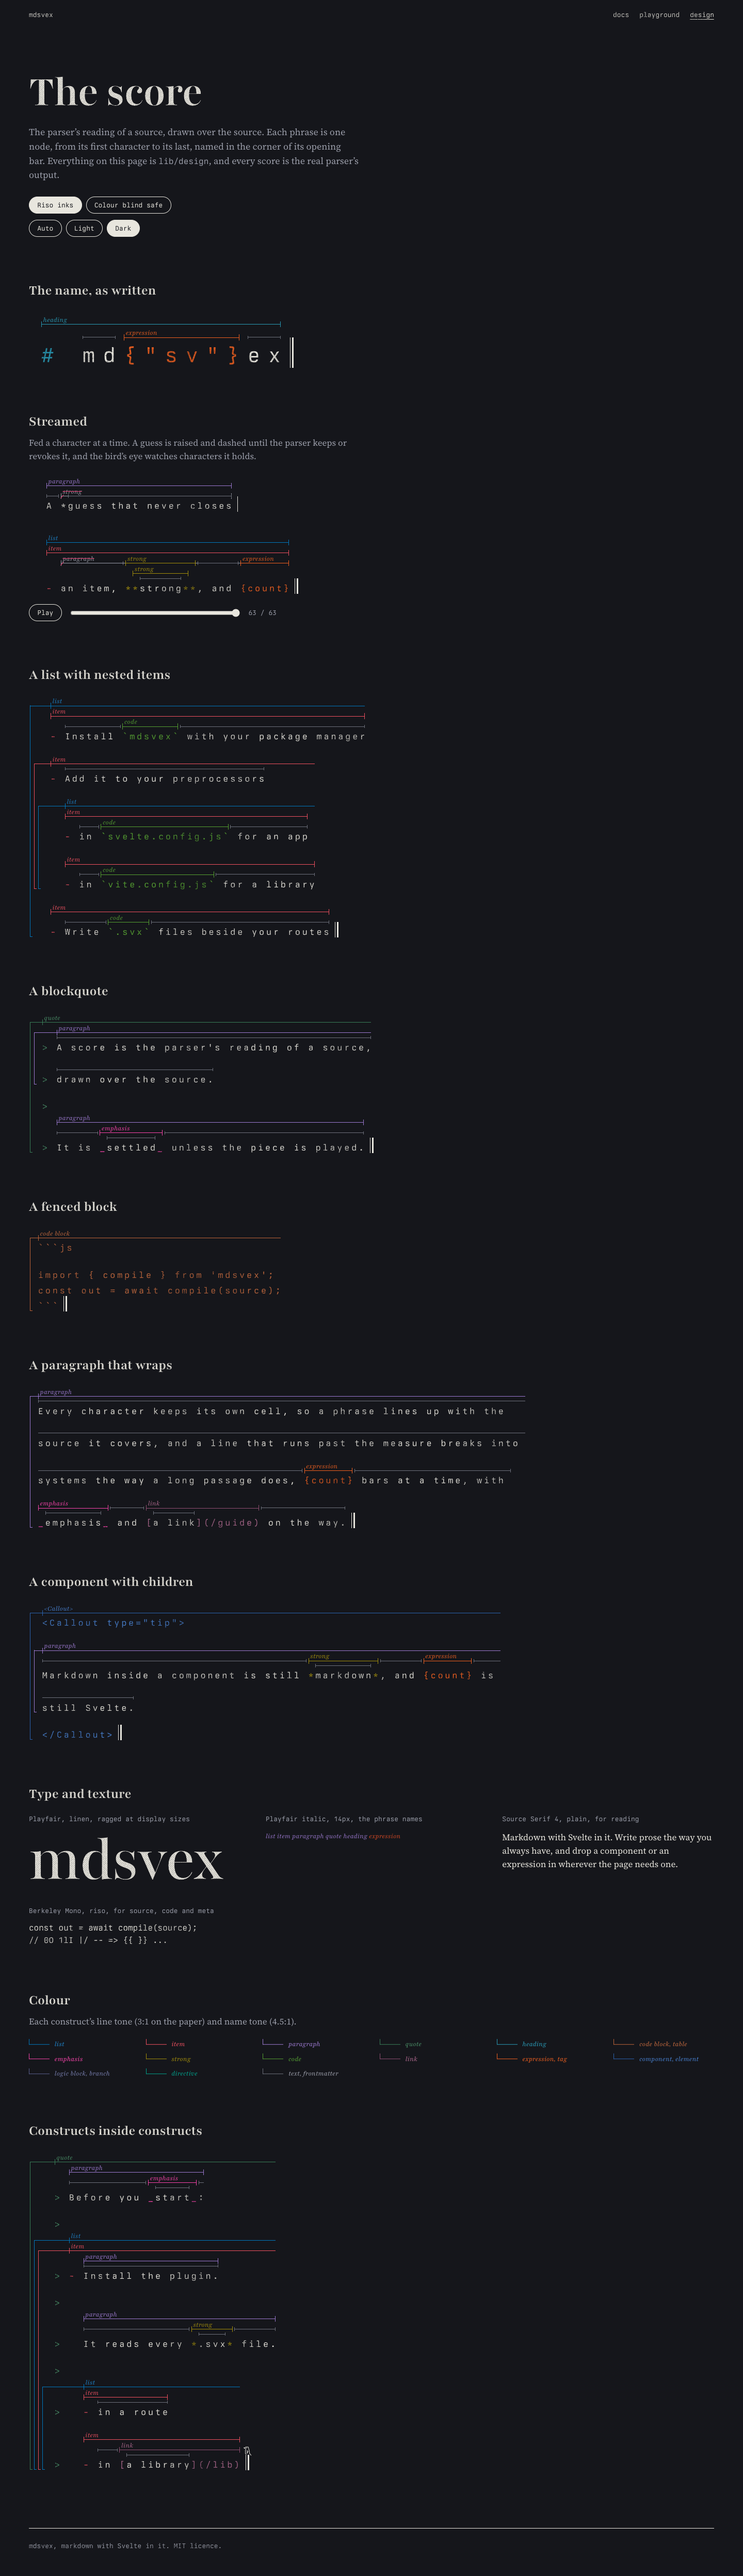 mdsvex
docs playground design
The score
The parser’s reading of a source, drawn over the source. Each phrase is one
node, from its first character to its last, named in the corner of its opening
bar. Everything on this page is lib/design, and every score is the real parser’s
output.
Riso inks Colour blind safe
Auto Light Dark
The name, as written
heading
expression
# md{"sv"}ex
Streamed
Fed a character at a time. A guess is raised and dashed until the parser keeps or
revokes it, and the bird’s eye watches characters it holds.
paragraph
strong
A *guess that never closes
list
item
paragraph strong expression
strong
- an item, **strong**, and {count}
Play 63 / 63
A list with nested items
list
item
code
- Install `mdsvex` with your package manager
item
- Add it to your preprocessors
list
item
code
- in `svelte.config.js` for an app
item
code
- in `vite.config.js` for a library
item
code
- Write `.svx` files beside your routes
A blockquote
quote
paragraph
> A score is the parser's reading of a source,
> drawn over the source.
>
paragraph
emphasis
> It is _settled_ unless the piece is played.
A fenced block
code block
```js
import { compile } from 'mdsvex';
const out = await compile(source);
```
A paragraph that wraps
paragraph
Every character keeps its own cell, so a phrase lines up with the
source it covers, and a line that runs past the measure breaks into
expression
systems the way a long passage does, {count} bars at a time, with
emphasis link
_emphasis_ and [a link](/guide) on the way.
A component with children
<Callout>
<Callout type="tip">
paragraph
strong expression
Markdown inside a component is still *markdown*, and {count} is
still Svelte.
</Callout>
Type and texture
Playfair, linen, ragged at display sizes
mdsvex
Playfair italic, 14px, the phrase names
list item paragraph quote heading expression
Source Serif 4, plain, for reading
Markdown with Svelte in it. Write prose the way you
always have, and drop a component or an
expression in wherever the page needs one.
Berkeley Mono, riso, for source, code and meta
const out = await compile(source);
// 0O 1lI |/ -- => {{ }} ...
Colour
Each construct’s line tone (3:1 on the paper) and name tone (4.5:1).
list item paragraph quote heading code block, table
emphasis strong code link expression, tag component, element
logic block, branch directive text, frontmatter
Constructs inside constructs
quote
paragraph
emphasis
> Before you _start_:
>
list
item
paragraph
> - Install the plugin.
>
paragraph
strong
> It reads every *.svx* file.
>
list
item
> - in a route
item
link
> - in [a library](/lib)
mdsvex, markdown with Svelte in it. MIT licence.